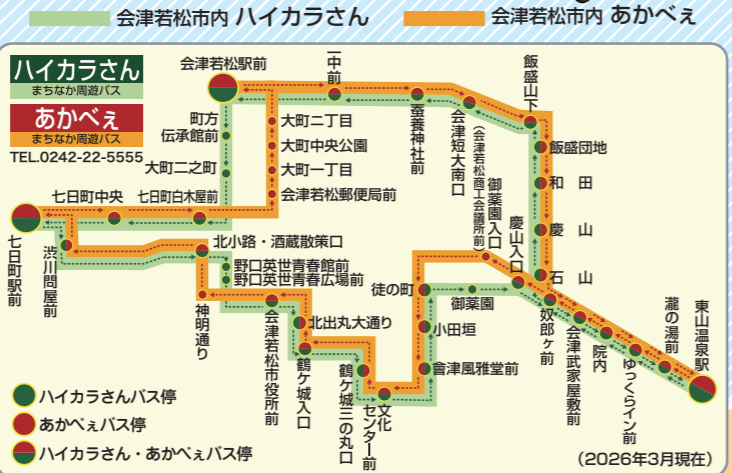 会津若松市内 ハイカラさん
会津若松市内 あかべぇ
ハイカラさん
まちなか周遊バス
あかべぇ
まちなか周遊バス
TEL.0242-22-5555
会津若松駅前
二中前
蚕養神社前
会津短大南口
飯盛山下
飯盛団地
和田
慶山
石山
町方
伝承館前
大町二之町
大町二丁目
大町中央公園
大町一丁目
会津若松郵便局前
七日町中央
七日町白木屋前
七日町駅前
渋川問屋前
北小路・酒蔵散策口
野口英世青春館前
野口英世青春広場前
神明通り
会津若松市役所前
北出丸大通り
鶴ケ城入口
鶴ケ城三の丸口
文化
センター前
會津風雅堂前
小田垣
徒の町
御薬園
御薬園入口
(会津若松商工会議所前)
慶山入口
奴郎ヶ前
会津武家屋敷前
院内
ゆっくらイン前
瀧の湯前
東山温泉駅
ハイカラさんバス停
あかべぇバス停
ハイカラさん・あかべぇバス停
(2026年3月現在)